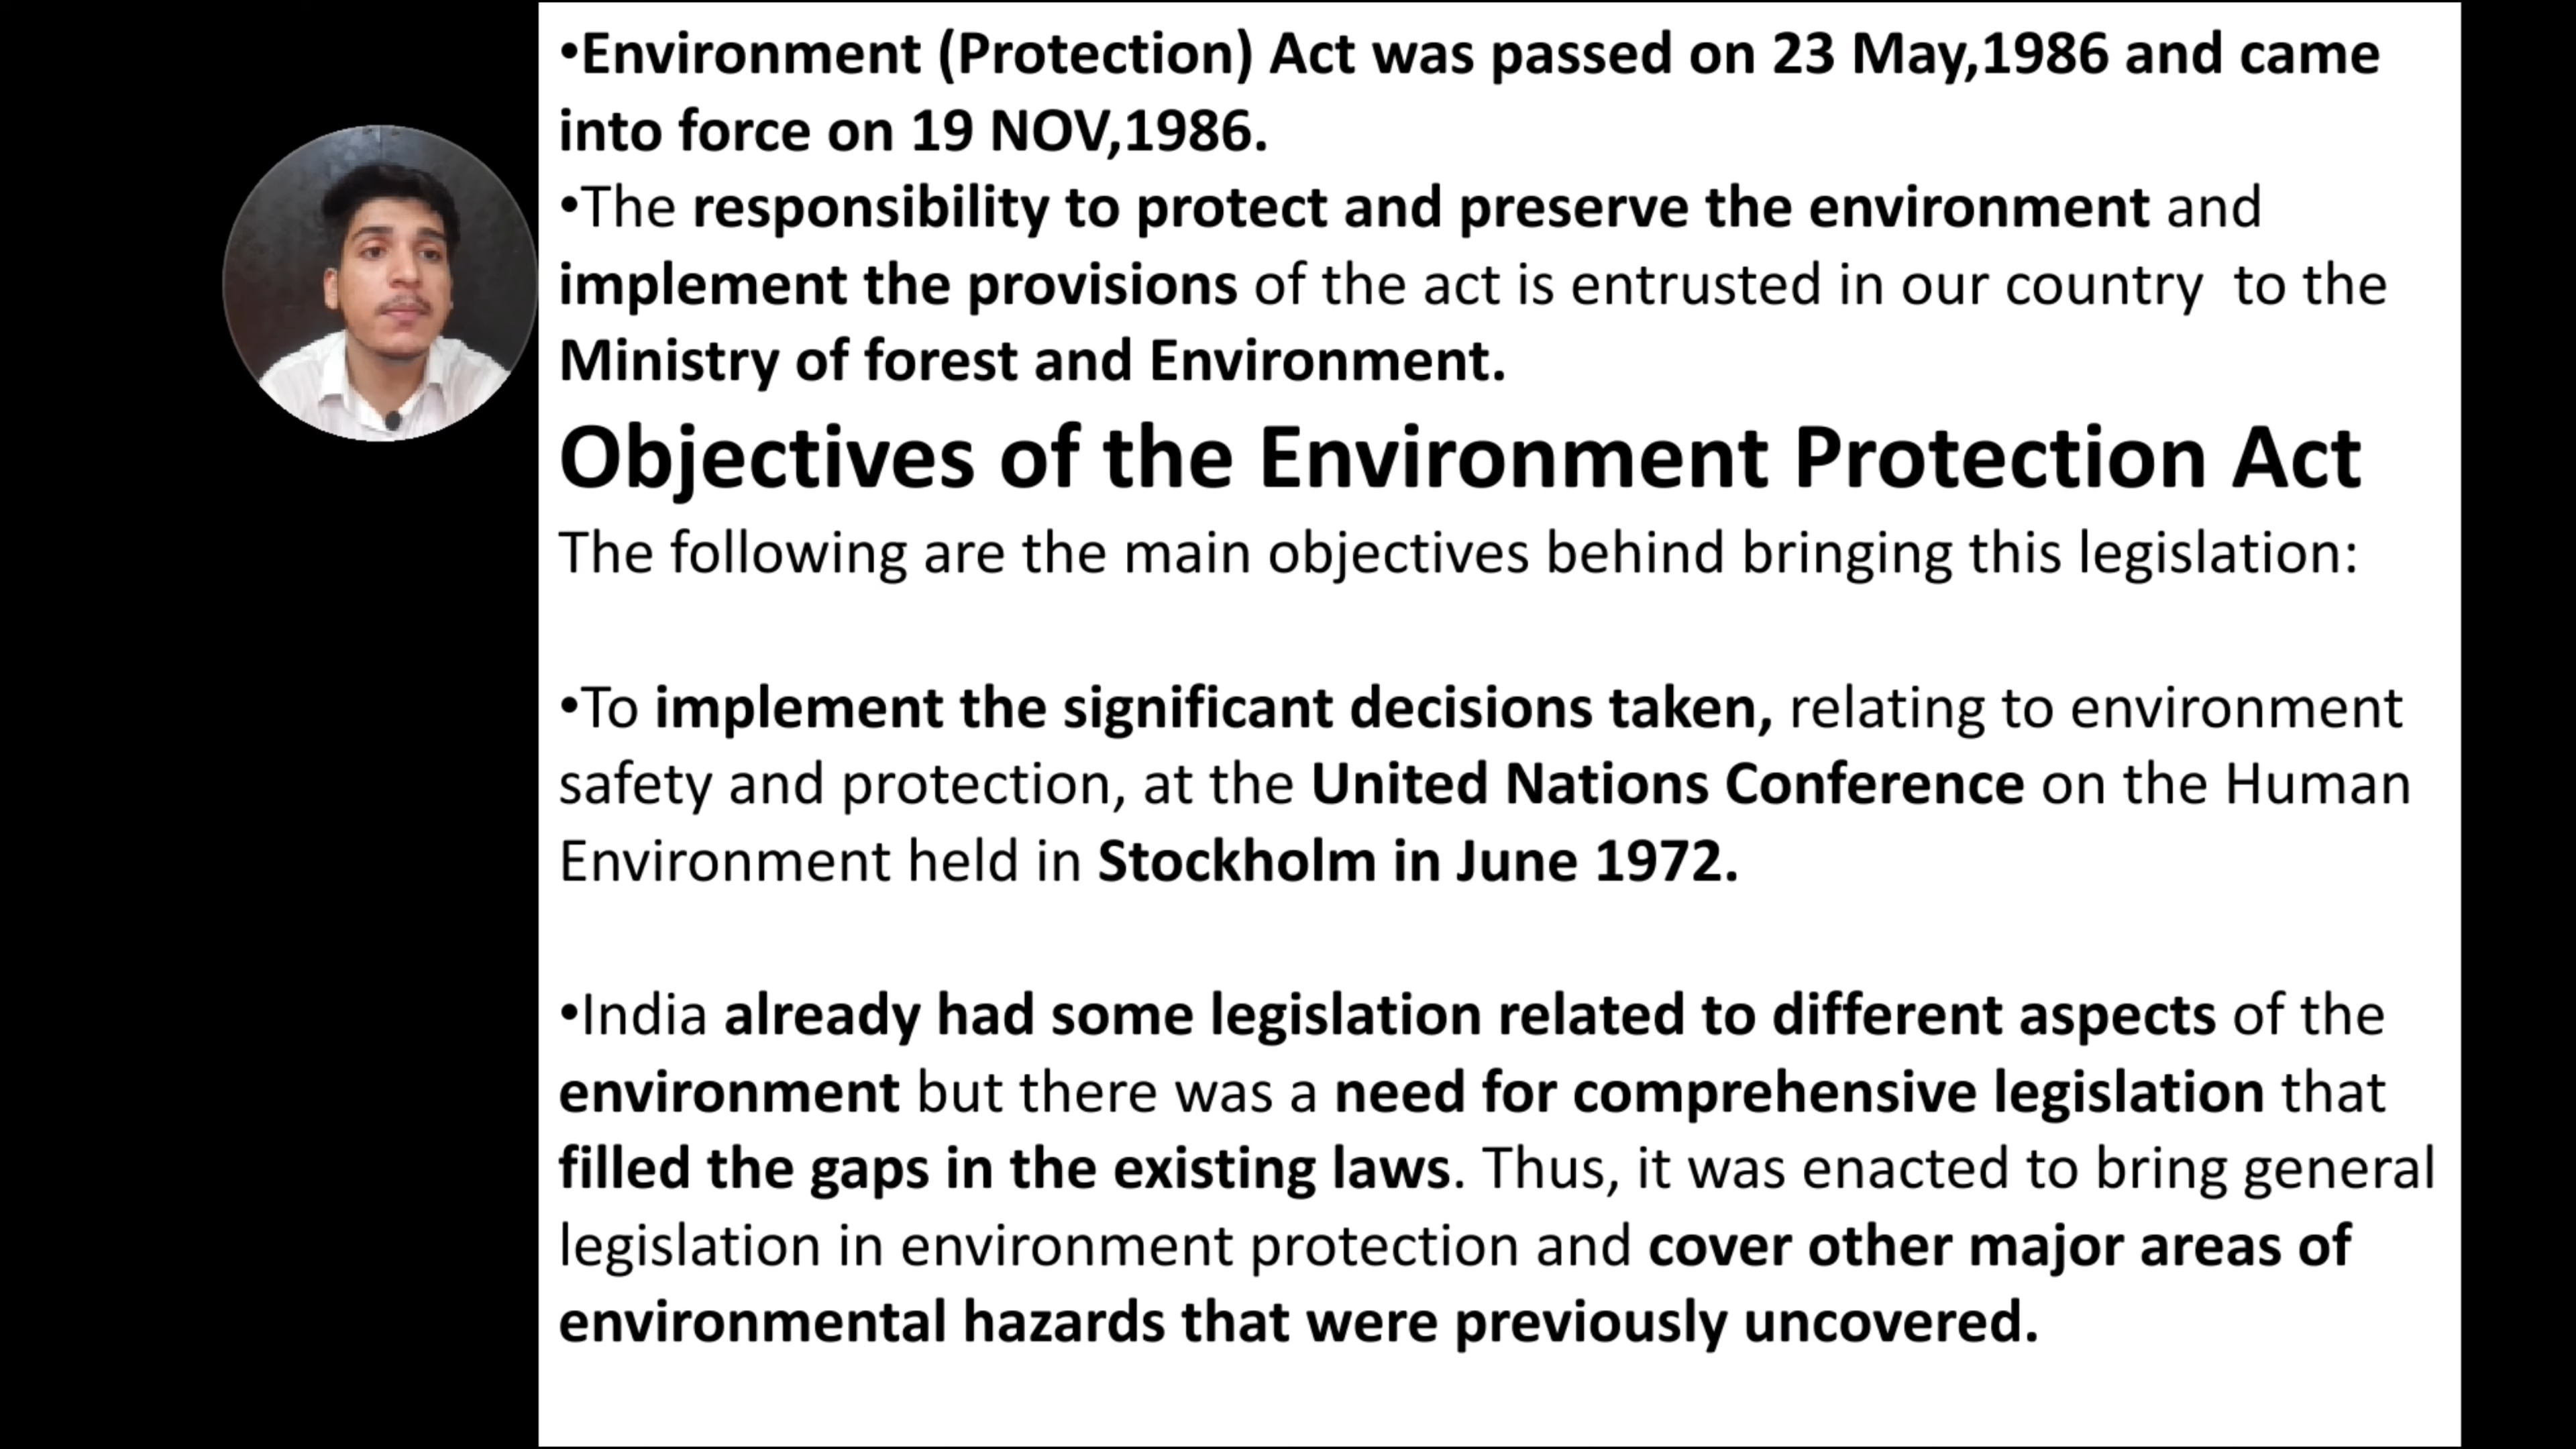 •Environment (Protection) Act was passed on 23 May,1986 and came
into force on 19 NOV,1986.
•The responsibility to protect and preserve the environment and
implement the provisions of the act is entrusted in our country  to the
Ministry of forest and Environment.
Objectives of the Environment Protection Act
The following are the main objectives behind bringing this legislation:
•To implement the significant decisions taken, relating to environment
safety and protection, at the United Nations Conference on the Human
Environment held in Stockholm in June 1972.
•India already had some legislation related to different aspects of the
environment but there was a need for comprehensive legislation that
filled the gaps in the existing laws. Thus, it was enacted to bring general
legislation in environment protection and cover other major areas of
environmental hazards that were previously uncovered.